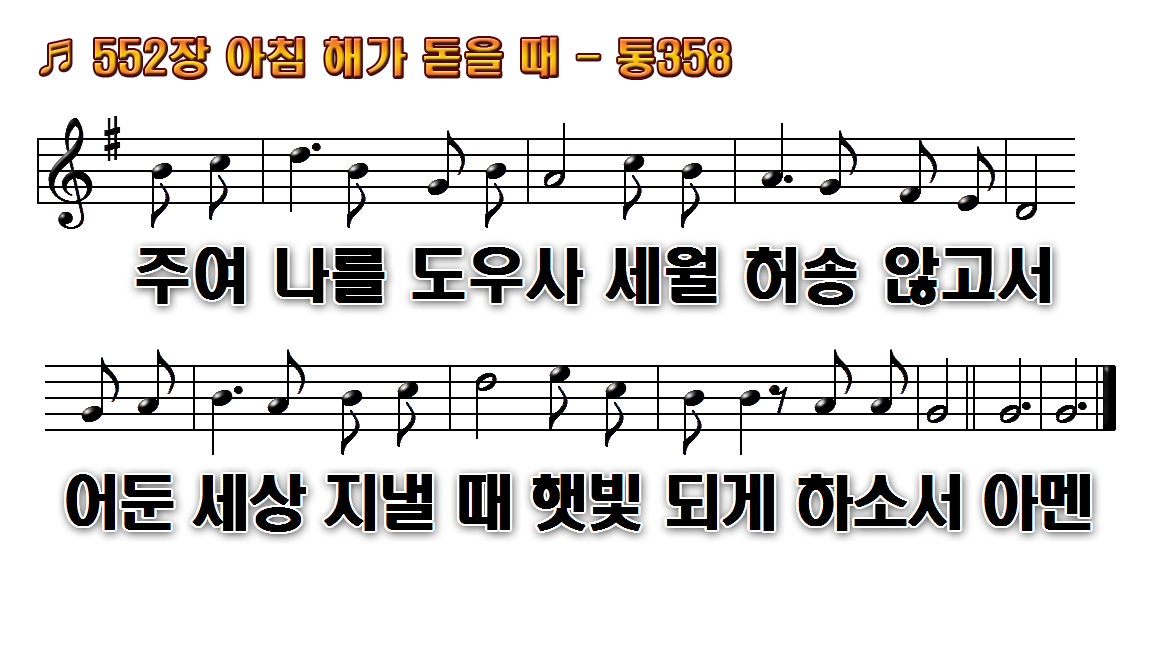 ♬ 552장 아침 해가 돋을 때 - 통358
주여 나를 도우사 세월 허송 않고서
어둔 세상 지낼 때 햇빛 되게 하소서 아멘